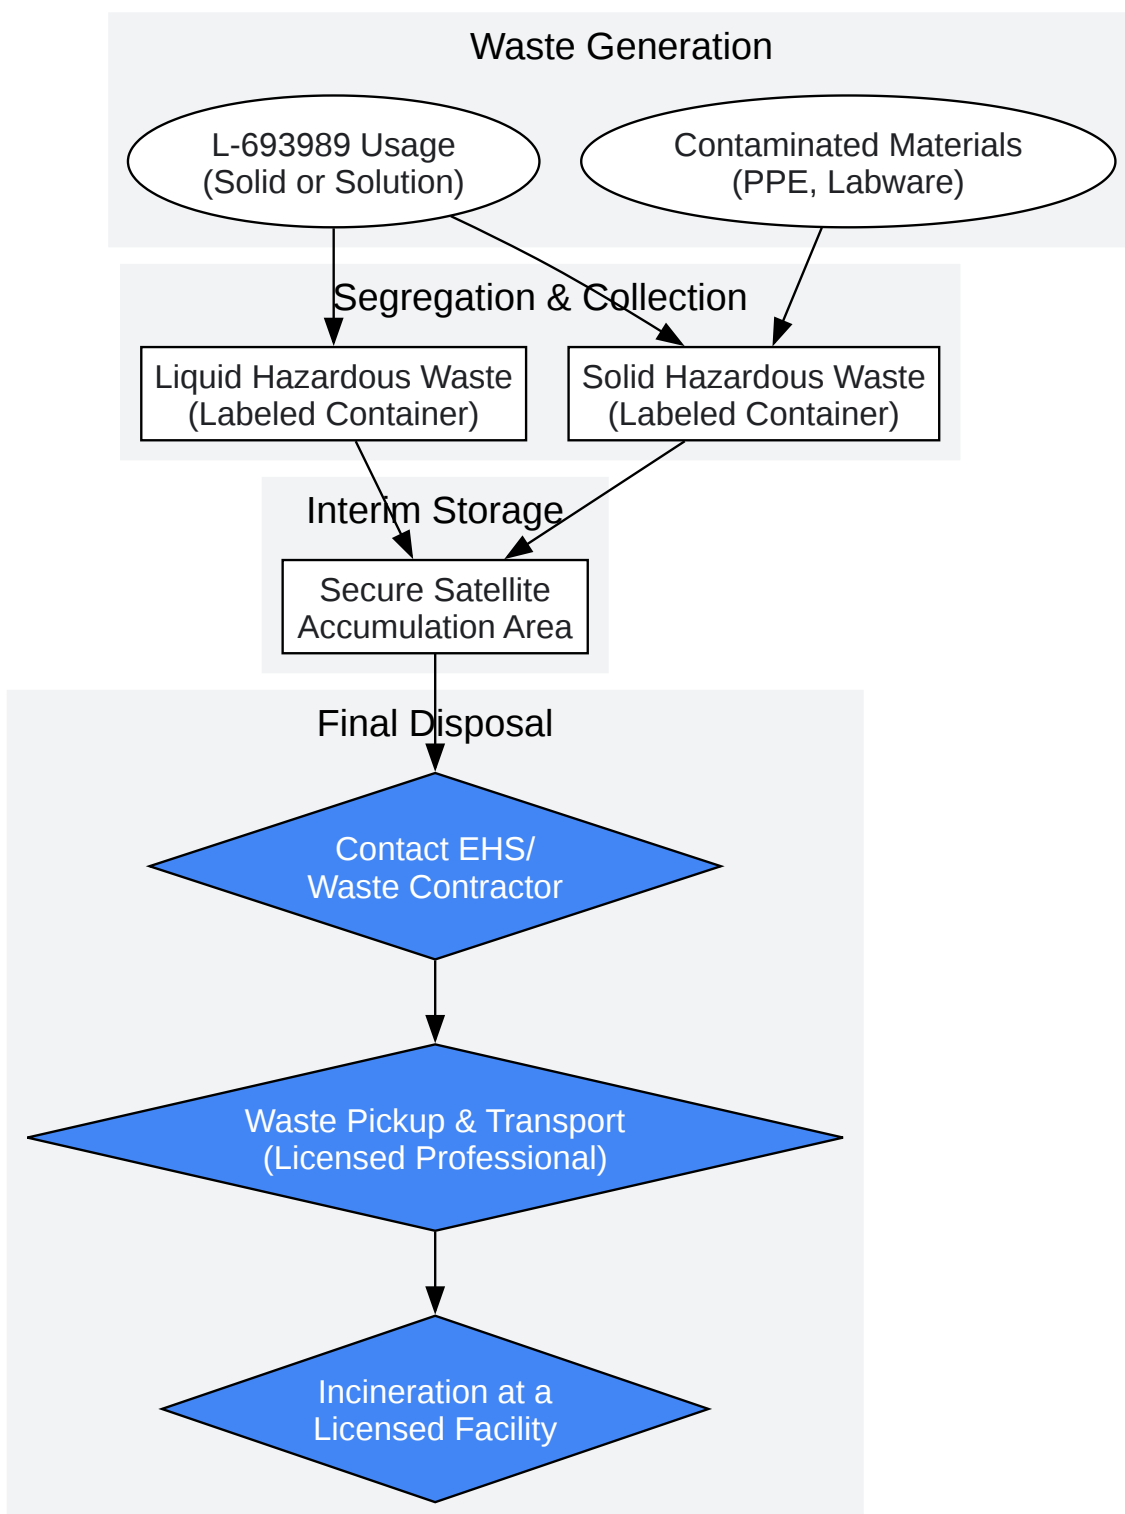 Waste Generation
L-693989 Usage
(Solid or Solution)
Contaminated Materials
(PPE, Labware)
Segregation & Collection
Liquid Hazardous Waste
(Labeled Container)
Solid Hazardous Waste
(Labeled Container)
Interim Storage
Secure Satellite
Accumulation Area
Final Disposal
Contact EHS/
Waste Contractor
Waste Pickup & Transport
(Licensed Professional)
Incineration at a
Licensed Facility